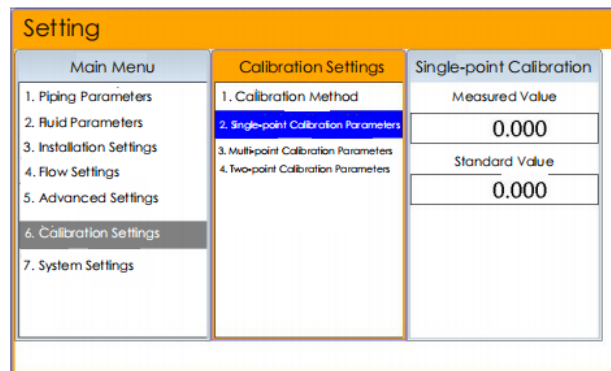 Setting
Main Menu
1. Piping Parameters
2. Fluid Parameters
3. Installation Settings
4. Flow Settings
5. Advanced Settings
6. Calibration Settings
7. System Settings
Calibration Settings
1. Calibration Method
2. Single-point Calibration Parameters
3. Multi-point Calibration Parameters
4. Two-point Calibration Parameters
Single-point Calibration
Measured Value
0.000
Standard Value
0.000